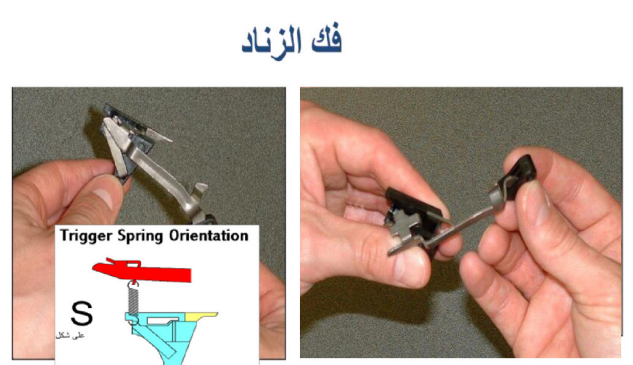 فك الزناد
Trigger Spring Orientation
S
على شكل